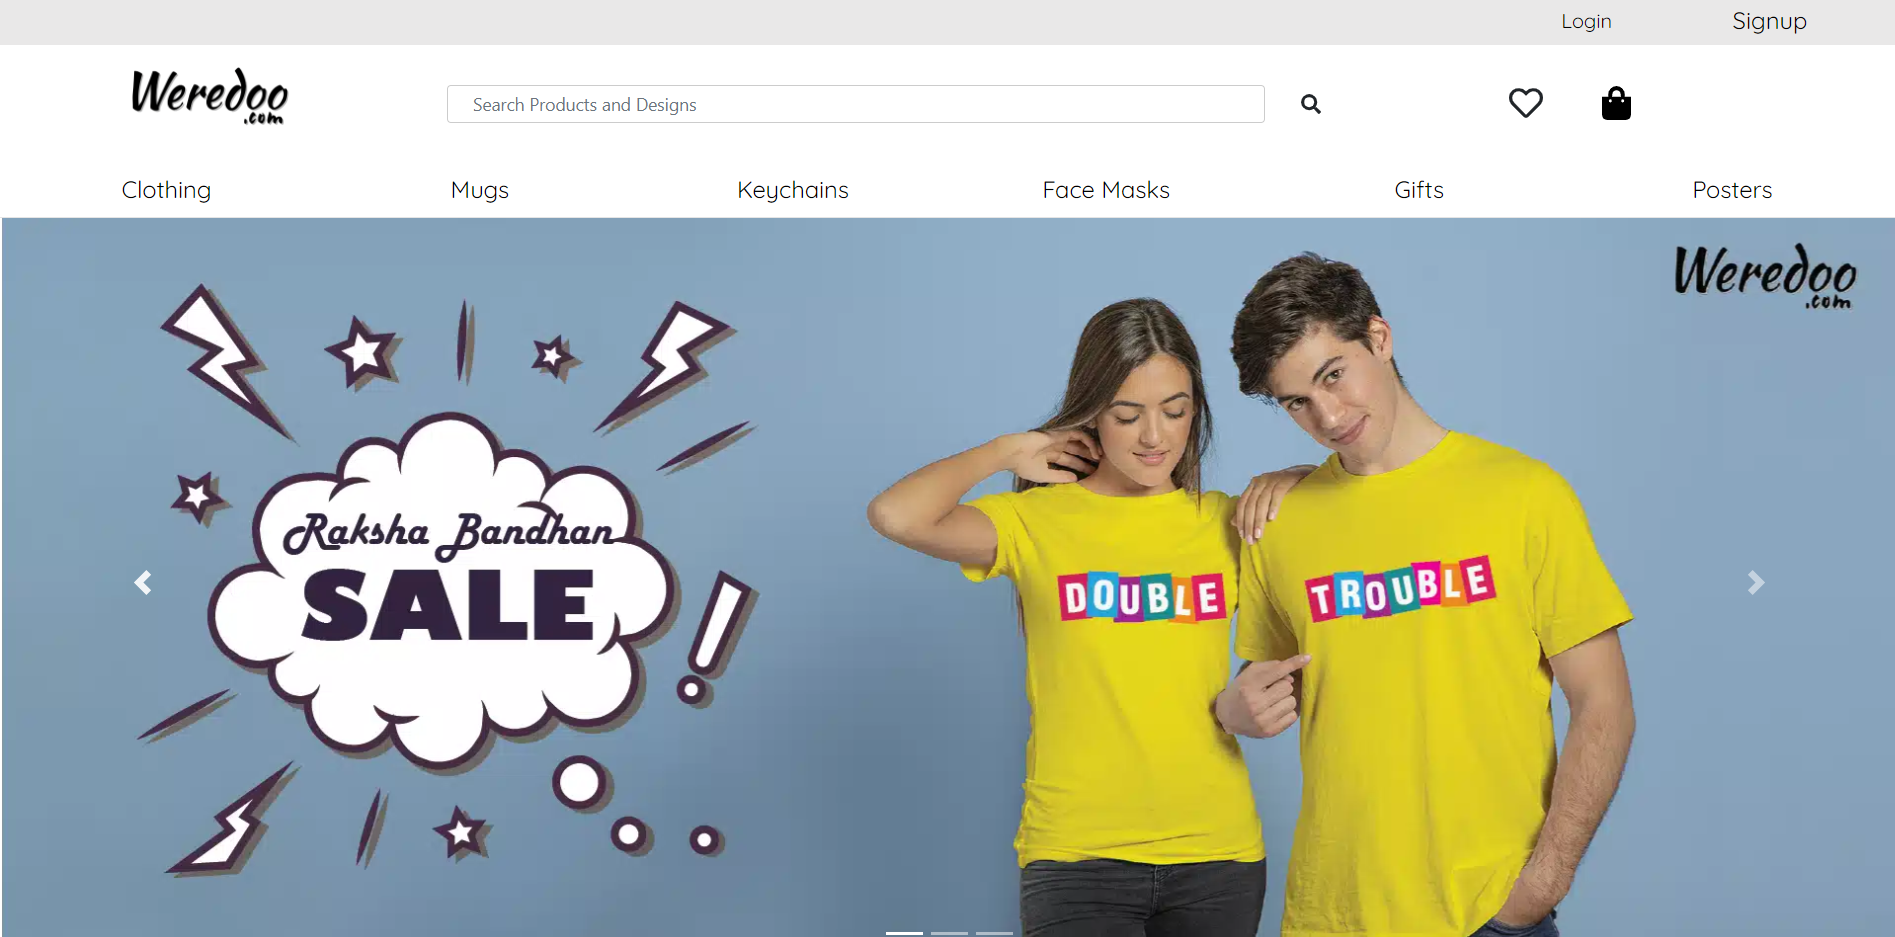 Login Signup
Weredoo
.com
Search Products and Designs
Clothing Mugs Keychains Face Masks Gifts Posters
Weredoo
.com
Raksha Bandhan
SALE
!
DOUBLE
TROUBLE